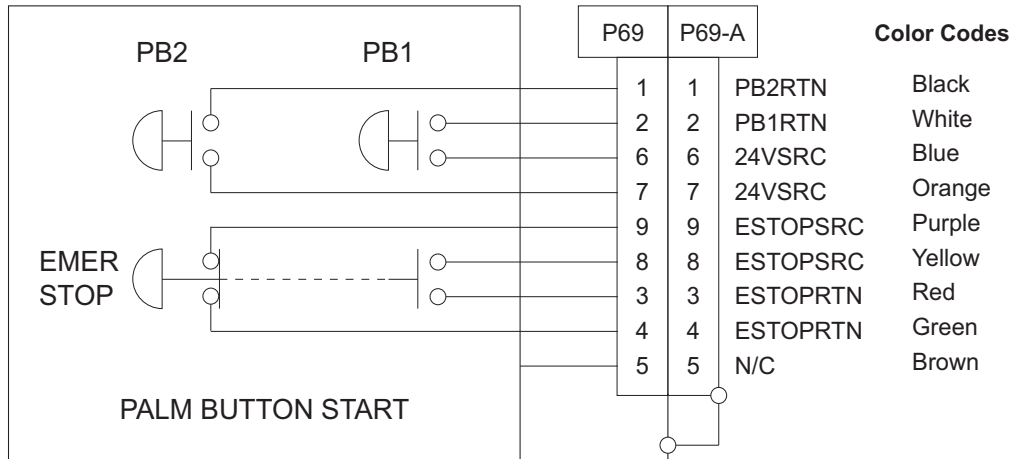 P69 P69-A Color Codes
PB2 PB1
1 1 PB2RTN Black
2 2 PB1RTN White
6 6 24VSRC Blue
7 7 24VSRC Orange
9 9 ESTOPSRC Purple
EMER
STOP
8 8 ESTOPSRC Yellow
3 3 ESTOPRTN Red
4 4 ESTOPRTN Green
5 5 N/C Brown
PALM BUTTON START